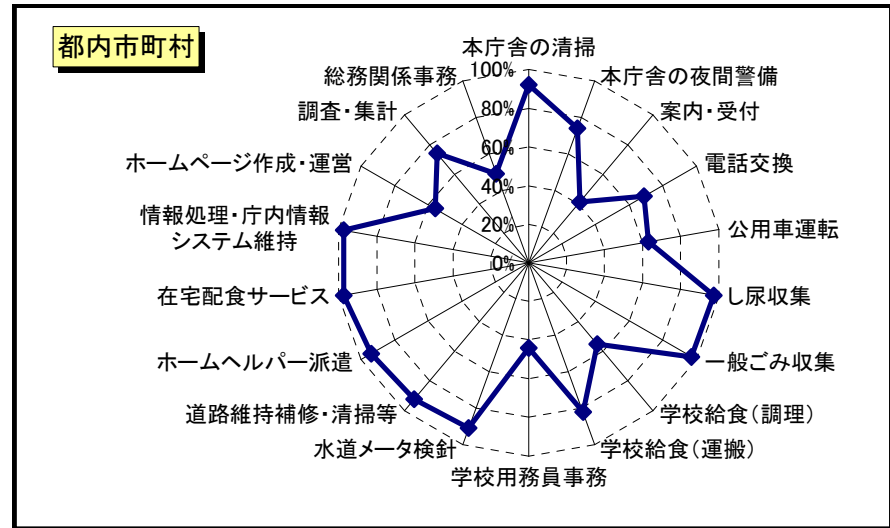 都内市町村
本庁舎の清掃
本庁舎の夜間警備
案内・受付
電話交換
公用車運転
し尿収集
一般ごみ収集
学校給食(調理)
学校給食(運搬)
学校用務員事務
水道メータ検針
道路維持補修・清掃等
ホームヘルパー派遣
在宅配食サービス
情報処理・庁内情報
システム維持
ホームページ作成・運営
調査・集計
総務関係事務
100%
80%
60%
40%
20%
0%